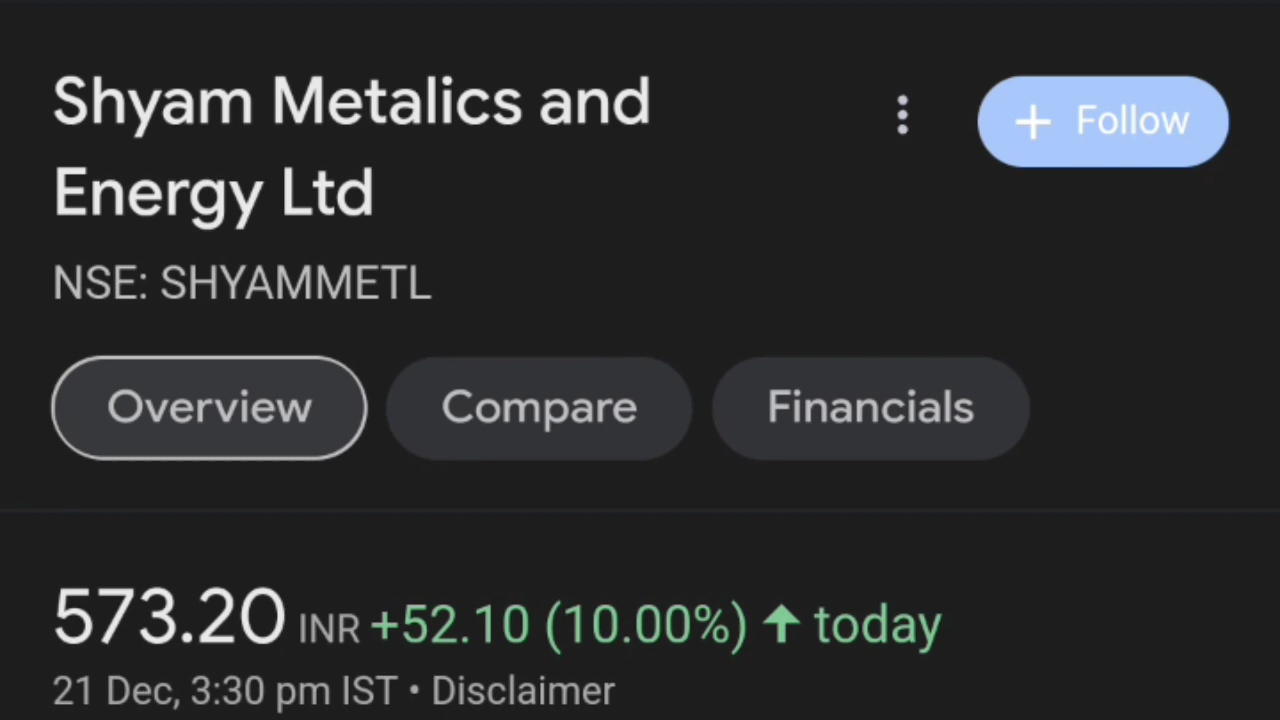 Shyam Metalics and
Energy Ltd
+ Follow
NSE: SHYAMMETL
Overview Compare Financials
573.20 INR +52.10 (10.00%) ↑ today
21 Dec, 3:30 pm IST • Disclaimer